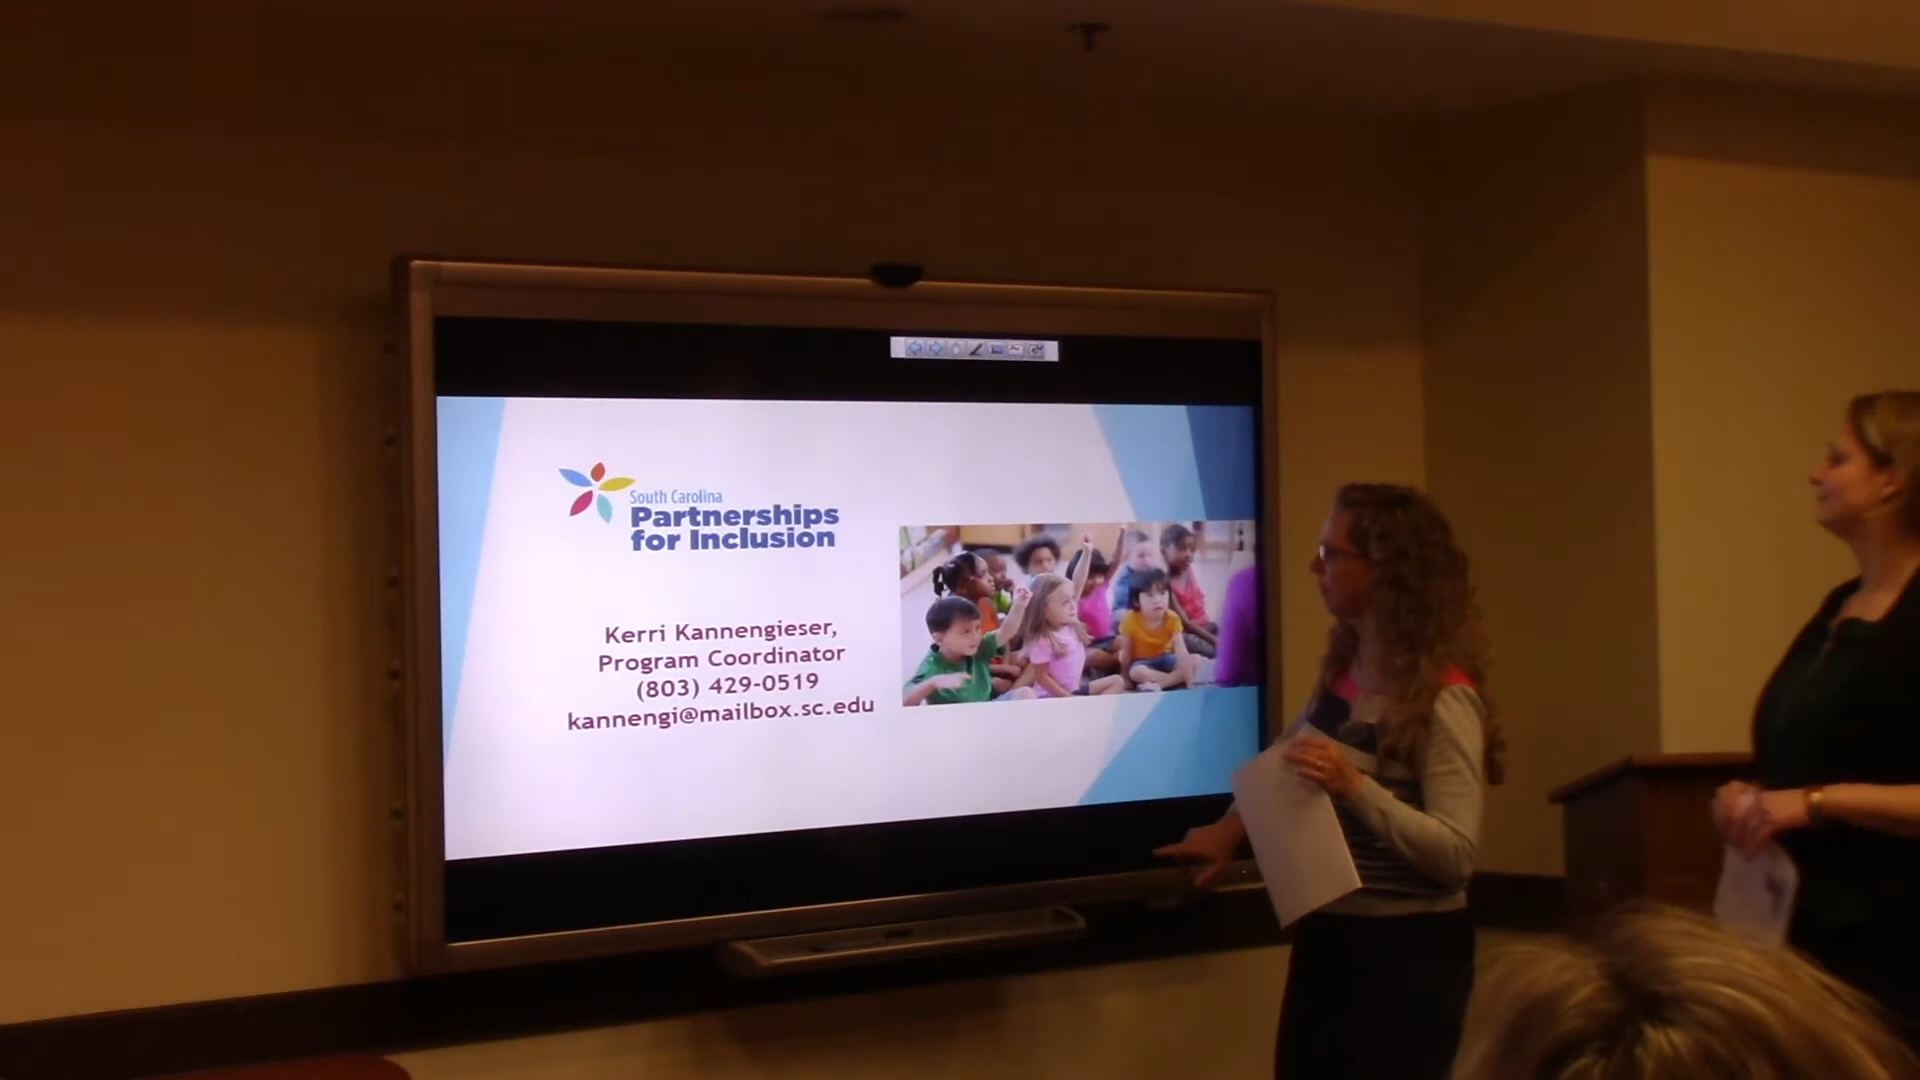 South Carolina
Partnerships
for Inclusion
Kerri Kannengieser,
Program Coordinator
(803) 429-0519
kannengi@mailbox.sc.edu